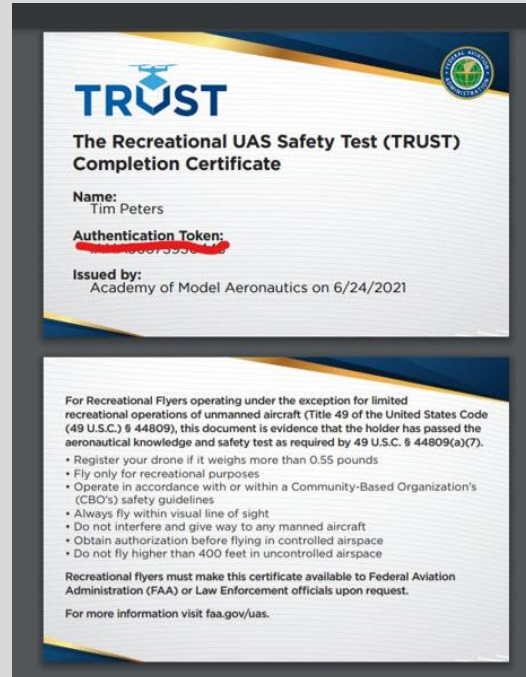 FEDERAL AVIATION
ADMINISTRATION
TRUST
The Recreational UAS Safety Test (TRUST)
Completion Certificate
Name:
Tim Peters
Authentication Token:
Issued by:
Academy of Model Aeronautics on 6/24/2021
For Recreational Flyers operating under the exception for limited
recreational operations of unmanned aircraft (Title 49 of the United States Code
(49 U.S.C.) § 44809), this document is evidence that the holder has passed the
aeronautical knowledge and safety test as required by 49 U.S.C. § 44809(a)(7).
• Register your drone if it weighs more than 0.55 pounds
• Fly only for recreational purposes
• Operate in accordance with or within a Community-Based Organization's
(CBO's) safety guidelines
• Always fly within visual line of sight
• Do not interfere and give way to any manned aircraft
• Obtain authorization before flying in controlled airspace
• Do not fly higher than 400 feet in uncontrolled airspace
Recreational flyers must make this certificate available to Federal Aviation
Administration (FAA) or Law Enforcement officials upon request.
For more information visit faa.gov/uas.